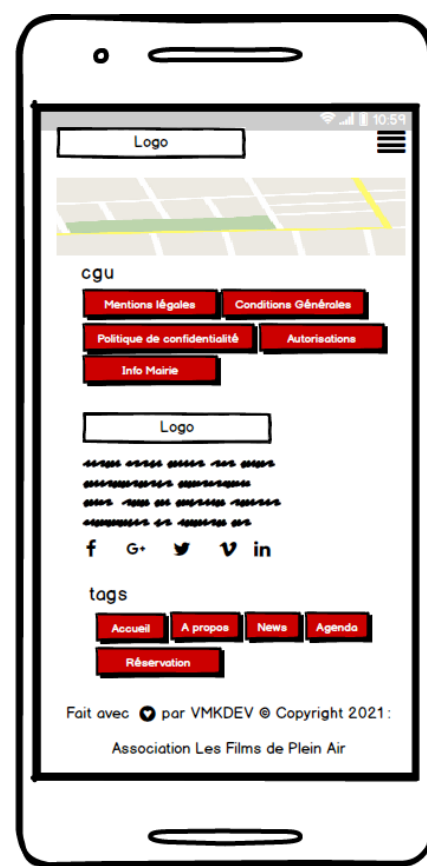 10:59
Logo
cgu
Mentions légales Conditions Générales
Politique de confidentialité Autorisations
Info Mairie
Logo
f G+ in
tags
Accueil A propos News Agenda
Réservation
Fait avec par VMKDEV © Copyright 2021 :
Association Les Films de Plein Air